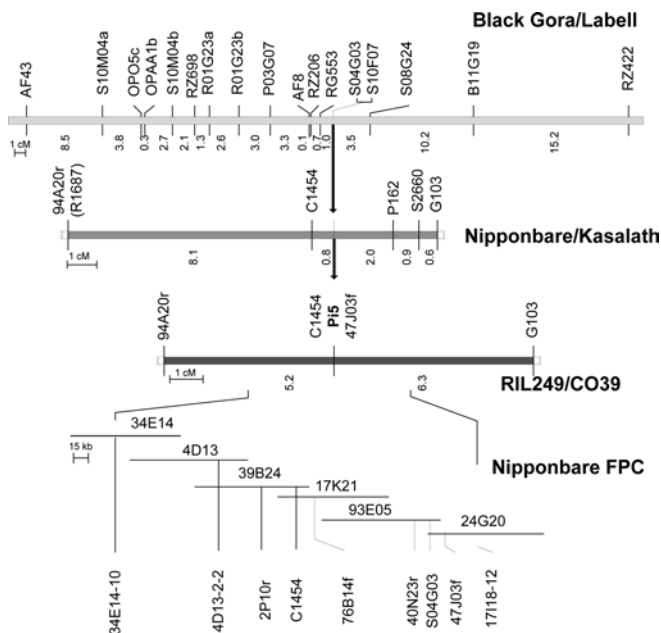 Black Gora/Labell
AF43
S10M04a
OPO5c
OPAA1b
S10M04b
RZ698
R01G23a
R01G23b
P03G07
AF8
RZ206
RG553
S04G03
S10F07
S08G24
B11G19
RZ422
1 cM
8.5
3.8
0.3
2.7
2.1
1.3
2.6
3.0
3.3
0.1
0.7
1.0
3.5
10.2
15.2
94A20r
(R1687)
C1454
P162
S2660
G103
Nipponbare/Kasalath
1 cM
8.1
0.8
2.0
0.9
0.6
94A20r
C1454
Pi5
47J03f
G103
1 cM
5.2
6.3
RIL249/CO39
34E14
15 kb
4D13
Nipponbare FPC
39B24
17K21
93E05
24G20
34E14-10
4D13-2-2
2P10r
C1454
76B14f
40N23r
S04G03
47J03f
17I18-12